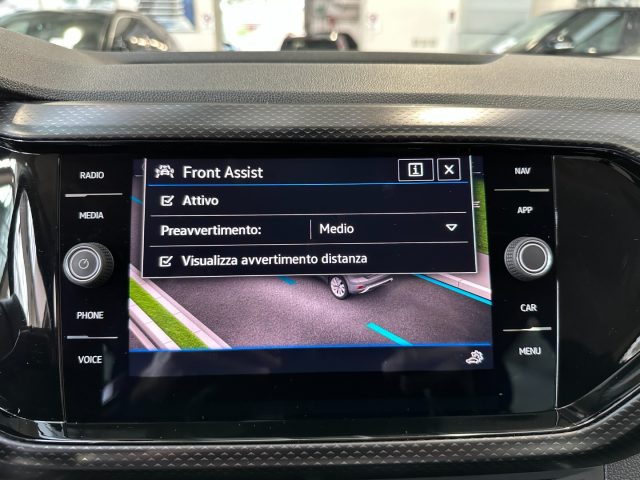 RADIO
MEDIA
PHONE
VOICE
Front Assist
i
Attivo
Preavvertimento: Medio
Visualizza avvertimento distanza
NAV
APP
CAR
MENU